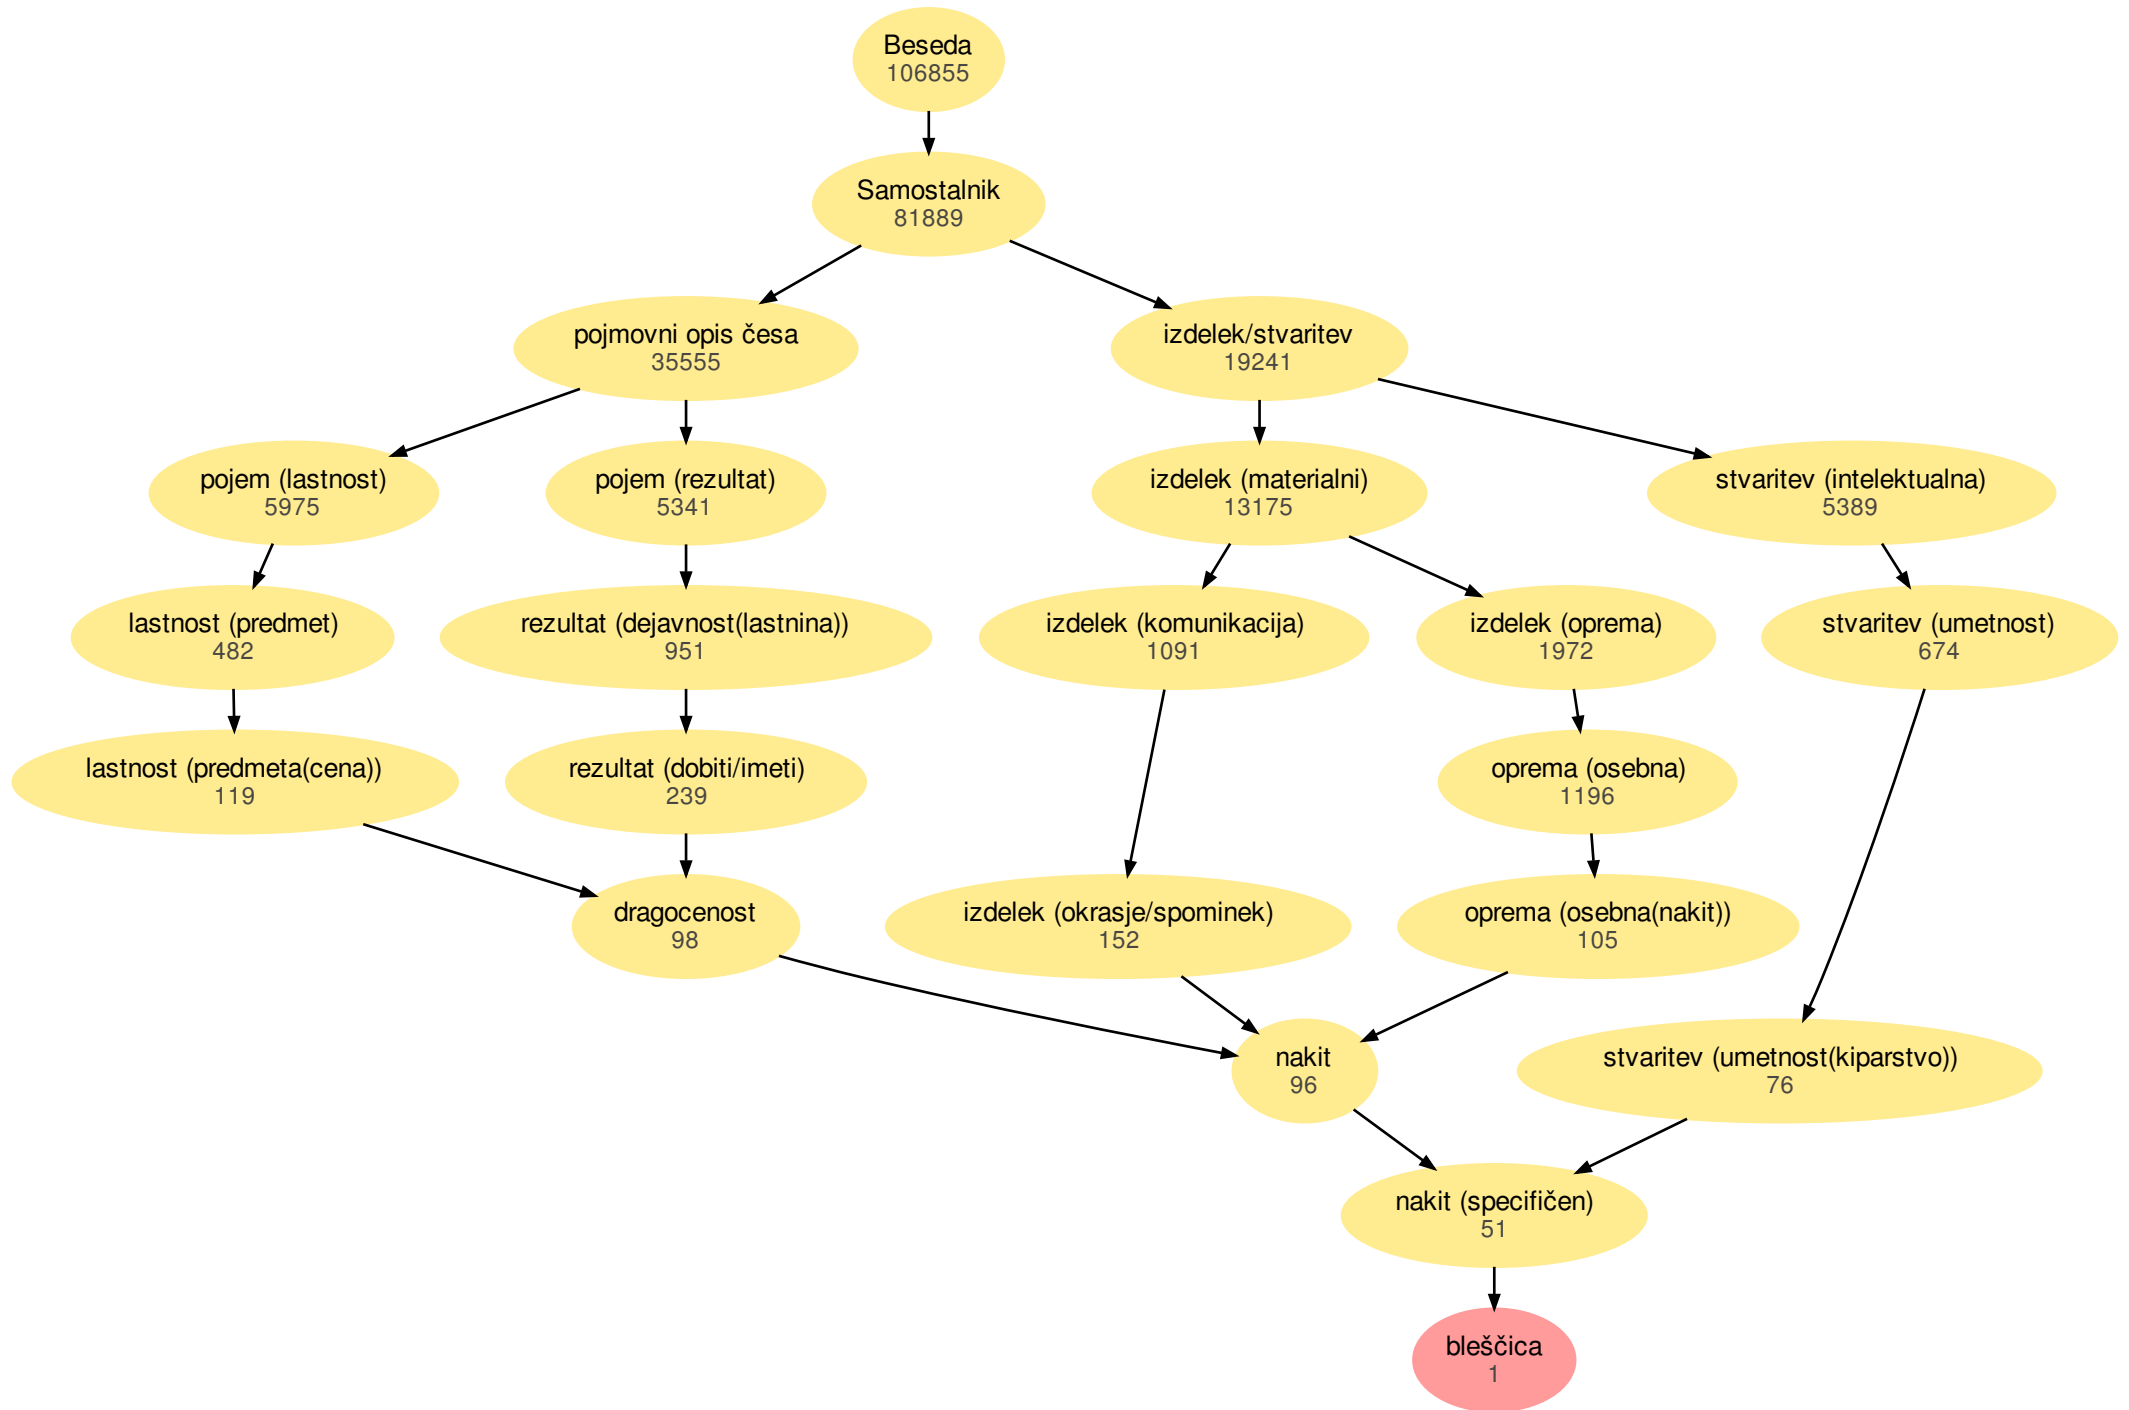 Beseda
106855
Samostalnik
81889
pojmovni opis česa
35555
izdelek/stvaritev
19241
pojem (lastnost)
5975
pojem (rezultat)
5341
izdelek (materialni)
13175
stvaritev (intelektualna)
5389
lastnost (predmet)
482
rezultat (dejavnost(lastnina))
951
izdelek (komunikacija)
1091
izdelek (oprema)
1972
stvaritev (umetnost)
674
lastnost (predmeta(cena))
119
rezultat (dobiti/imeti)
239
oprema (osebna)
1196
dragocenost
98
izdelek (okrasje/spominek)
152
oprema (osebna(nakit))
105
nakit
96
stvaritev (umetnost(kiparstvo))
76
nakit (specifičen)
51
bleščica
1